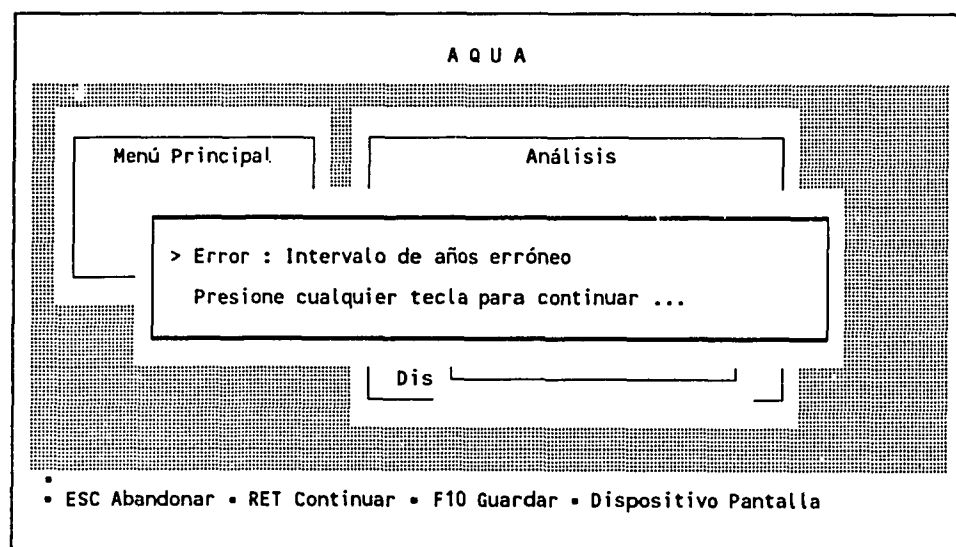 A Q U A
Menú Principal
Análisis
> Error : Intervalo de años erróneo
Presione cualquier tecla para continuar ...
Dis
▪ ESC Abandonar ▪ RET Continuar ▪ F10 Guardar ▪ Dispositivo Pantalla